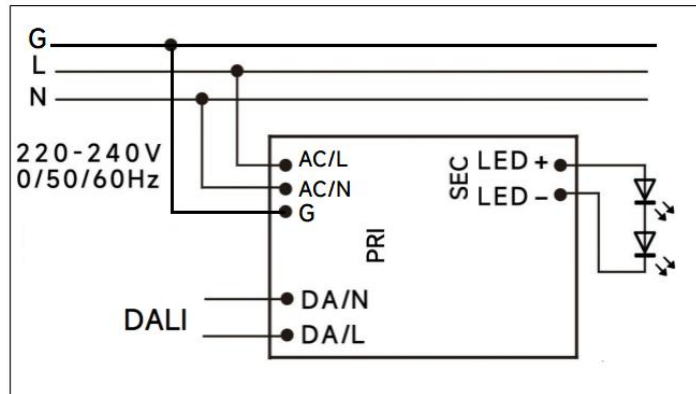 G
L
N
220-240V
0/50/60Hz
AC/L
AC/N
G
PRI
SEC
LED +
LED –
DALI
DA/N
DA/L